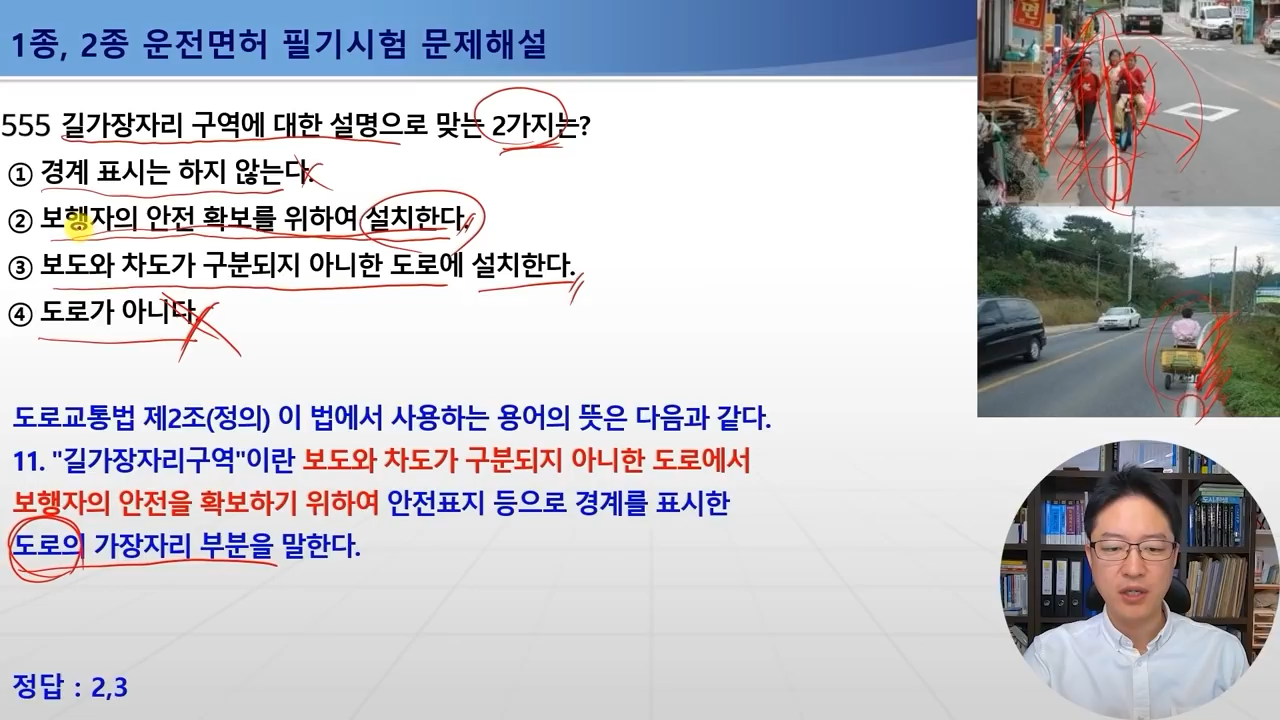 1종, 2종 운전면허 필기시험 문제해설
555 길가장자리 구역에 대한 설명으로 맞는 2가지는?
① 경계 표시는 하지 않는다.
② 보행자의 안전 확보를 위하여 설치한다.
③ 보도와 차도가 구분되지 아니한 도로에 설치한다.
④ 도로가 아니다.
도로교통법 제2조(정의) 이 법에서 사용하는 용어의 뜻은 다음과 같다.
11. "길가장자리구역"이란 보도와 차도가 구분되지 아니한 도로에서
보행자의 안전을 확보하기 위하여 안전표지 등으로 경계를 표시한
도로의 가장자리 부분을 말한다.
정답 : 2,3